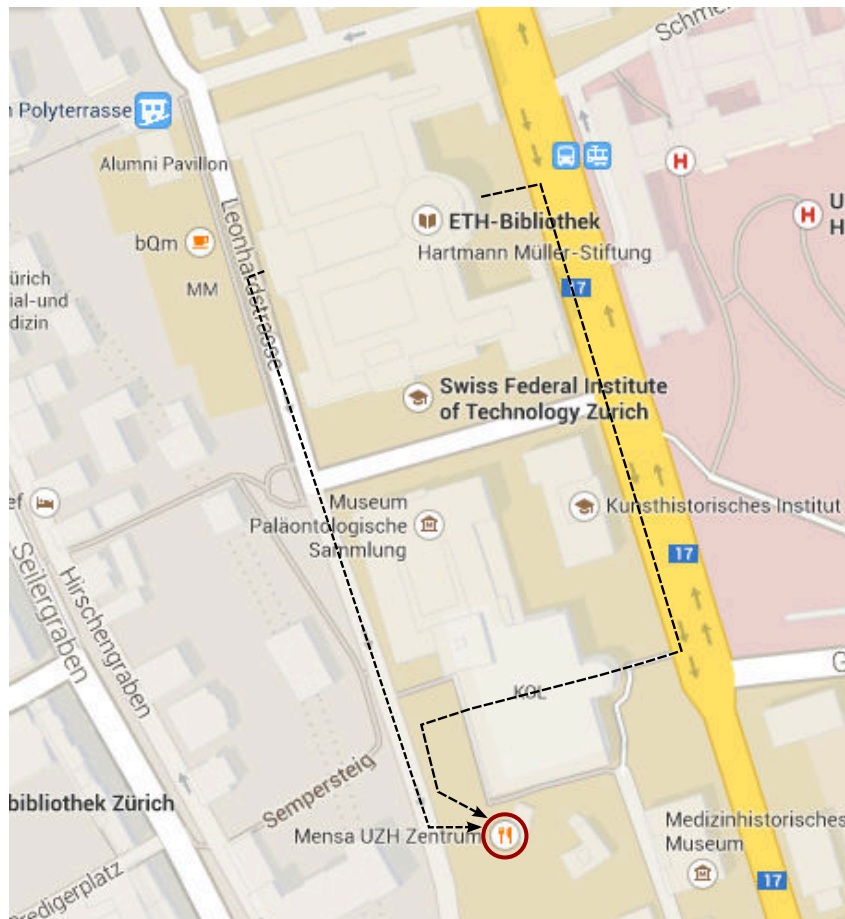 Schme
n Polyterrasse
Alumni Pavillon
H
U
H
ETH-Bibliothek
Hartmann Müller-Stiftung
bQm
Leonhardstrasse
MM
ürich
ial-und
dizin
17
Swiss Federal Institute
of Technology Zurich
ef
Museum
Paläontologische
Sammlung
Kunsthistorisches Institut
17
Seilergraben
Hirschengraben
G
KOL
bibliothek Zürich
Sempersteig
Mensa UZH Zentrum
Medizinhistorisches
Museum
17
Predigerplatz